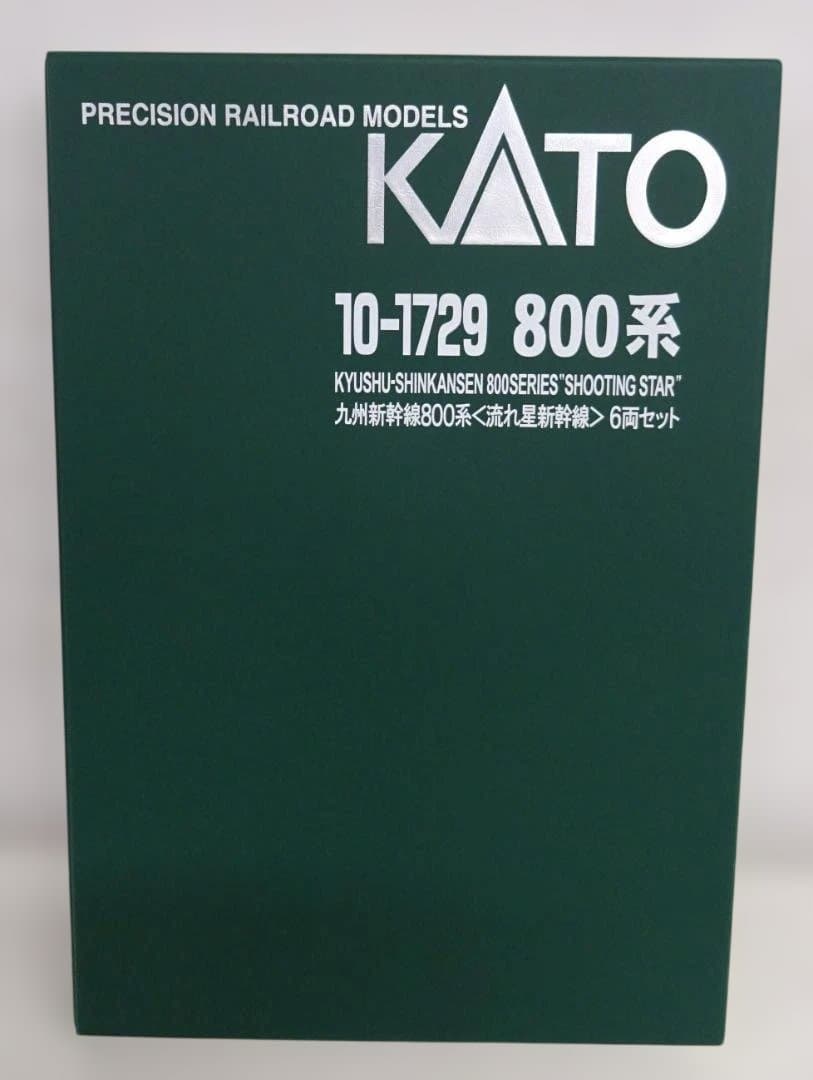 PRECISION RAILROAD MODELS
KATO
10-1729 800系
KYUSHU-SHINKANSEN 800SERIES"SHOOTING STAR"
九州新幹線800系<流れ星新幹線> 6両セット